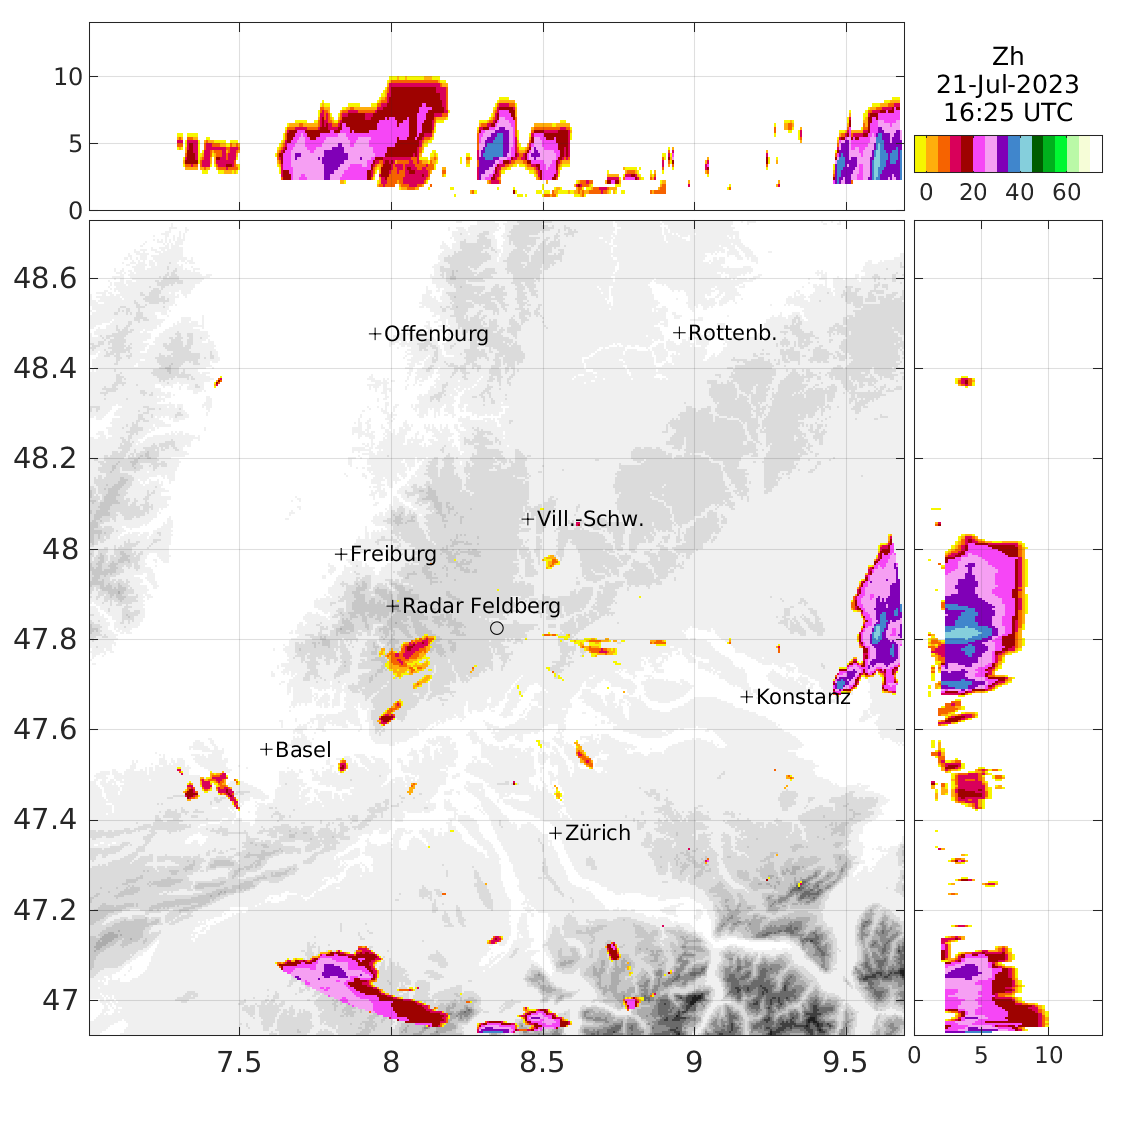 10
5
0
Zh
21-Jul-2023
16:25 UTC
0 20 40 60
48.6
48.4
48.2
48
47.8
47.6
47.4
47.2
47
+Offenburg
+Rottenb.
+Vill.-Schw.
+Freiburg
+Radar Feldberg
+Konstanz
+Basel
+Zürich
7.5 8 8.5 9 9.5
0 5 10